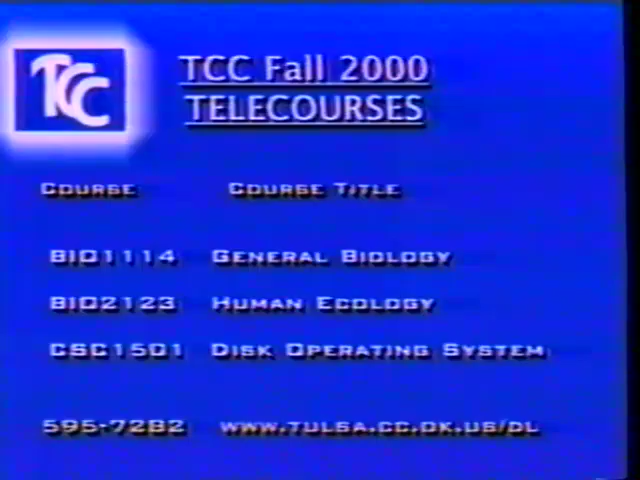 TCC
TCC Fall 2000
TELECOURSES
COURSE COURSE TITLE
BIO1114 GENERAL BIOLOGY
BIO2123 HUMAN ECOLOGY
CSC1501 DISK OPERATING SYSTEM
595-7282 WWW.TULSA.CC.OK.US/DL